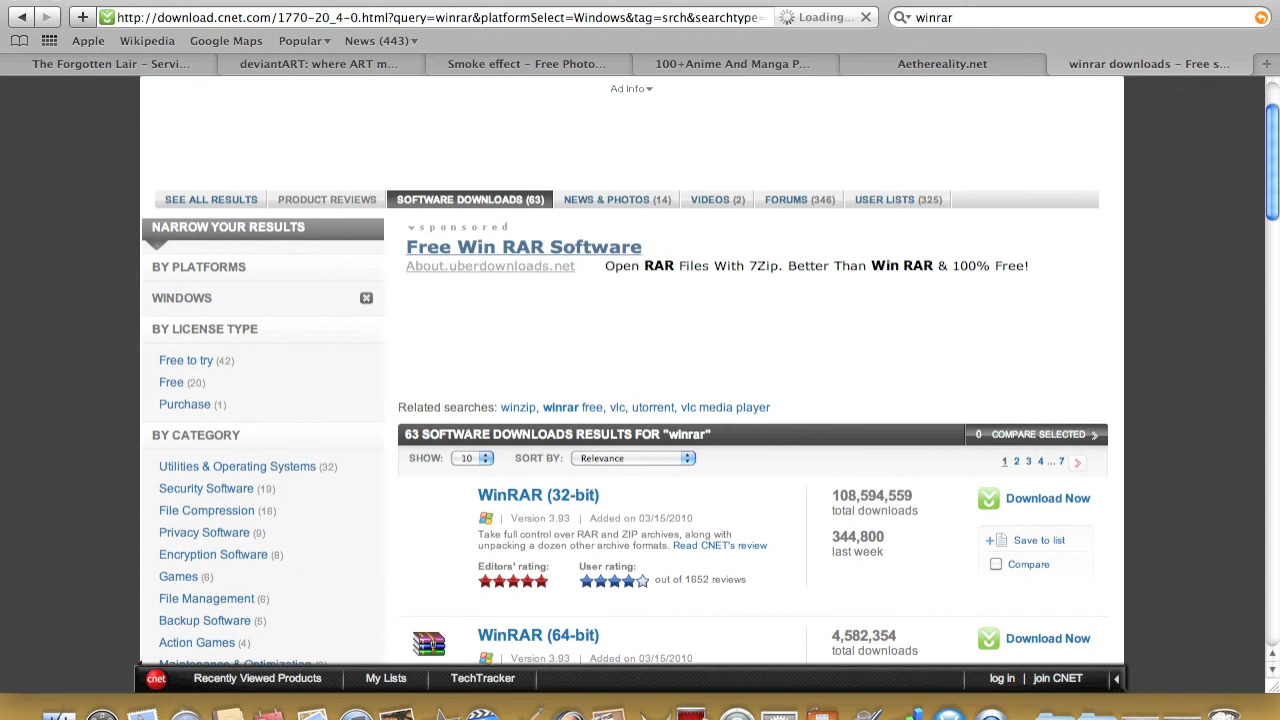 http://download.cnet.com/1770-20_4-0.html?query=winrar&platformSelect=Windows&tag=srch&searchtype= Loading... winrar
Apple Wikipedia Google Maps Popular News (443)
The Forgotten Lair – Servi... deviantART: where ART m... Smoke effect – Free Photo... 100+Anime And Manga P... Aethereality.net winrar downloads – Free s...
Ad Info
SEE ALL RESULTS PRODUCT REVIEWS SOFTWARE DOWNLOADS (63) NEWS & PHOTOS (14) VIDEOS (2) FORUMS (346) USER LISTS (325)
NARROW YOUR RESULTS
BY PLATFORMS
WINDOWS
BY LICENSE TYPE
Free to try (42)
Free (20)
Purchase (1)
BY CATEGORY
Utilities & Operating Systems (32)
Security Software (19)
File Compression (16)
Privacy Software (9)
Encryption Software (8)
Games (6)
File Management (6)
Backup Software (5)
Action Games (4)
Maintenance & Optimization
sponsored
Free Win RAR Software
About.uberdownloads.net Open RAR Files With 7Zip. Better Than Win RAR & 100% Free!
Related searches: winzip, winrar free, vlc, utorrent, vlc media player
63 SOFTWARE DOWNLOADS RESULTS FOR "winrar" 0 COMPARE SELECTED
SHOW: 10 SORT BY: Relevance 1 2 3 4 ... 7
WinRAR (32-bit)
| Version 3.93 | Added on 03/15/2010
Take full control over RAR and ZIP archives, along with
unpacking a dozen other archive formats. Read CNET's review
Editors' rating: User rating:
out of 1652 reviews
108,594,559
total downloads
344,800
last week
Download Now
Save to list
Compare
WinRAR (64-bit)
| Version 3.93 | Added on 03/15/2010
4,582,354
total downloads
Download Now
cnet Recently Viewed Products My Lists TechTracker log in | join CNET